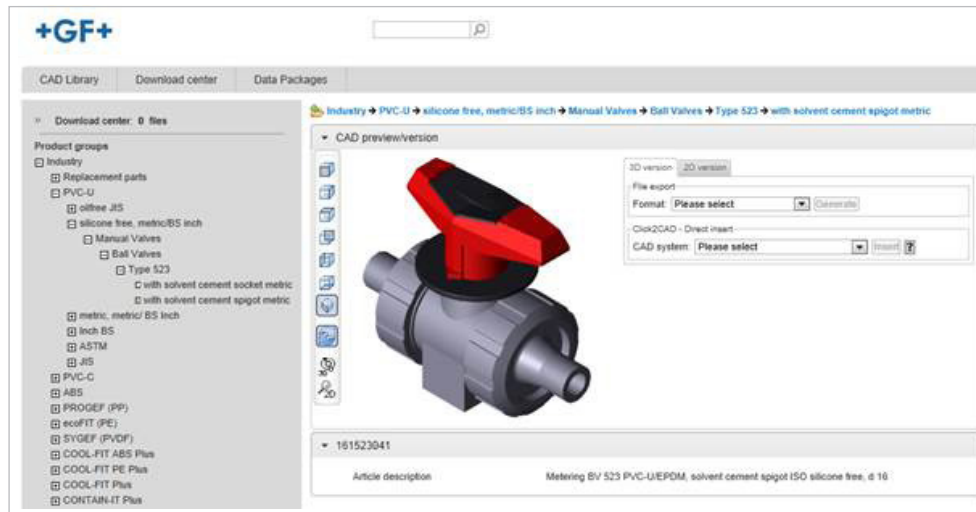 +GF+
CAD Library Download center Data Packages
» Download center: 0 files
Product groups
Industry
Replacement parts
PVC-U
oilfree JIS
silicone free, metric/BS inch
Manual Valves
Ball Valves
Type 523
with solvent cement socket metric
with solvent cement spigot metric
metric, metric/ BS Inch
Inch BS
ASTM
JIS
PVC-C
ABS
PROGEF (PP)
ecoFIT (PE)
SYGEF (PVDF)
COOL-FIT ABS Plus
COOL-FIT PE Plus
COOL-FIT Plus
CONTAIN-IT Plus
Industry → PVC-U → silicone free, metric/BS inch → Manual Valves → Ball Valves → Type 523 → with solvent cement spigot metric
CAD preview/version
3D
2D
3D version 2D version
File export
Format: Please select Generate
Click2CAD - Direct insert
CAD system: Please select Insert ?
161523041
Article description Metering BV 523 PVC-U/EPDM, solvent cement spigot ISO silicone free, d 16